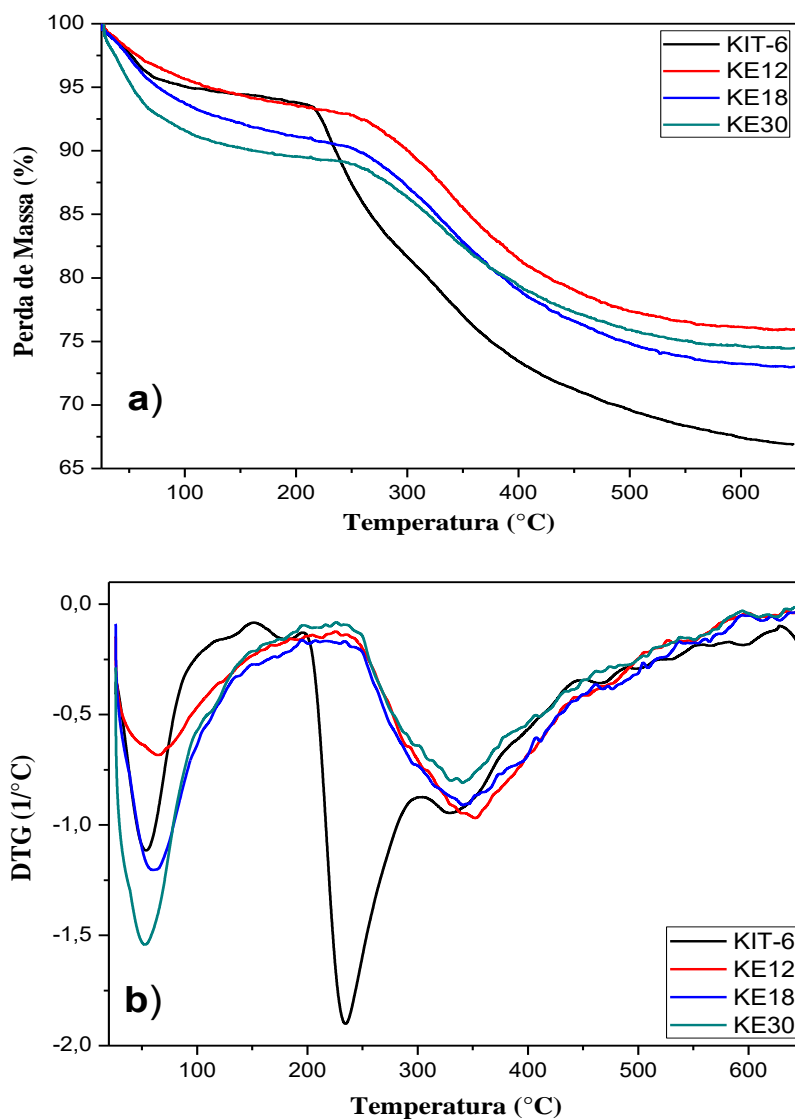 100
95
90
85
80
75
70
65
Perda de Massa (%)
KIT-6
KE12
KE18
KE30
a)
100
200
300
400
500
600
Temperatura (°C)
0,0
-0,5
-1,0
-1,5
-2,0
DTG (1/°C)
KIT-6
KE12
KE18
KE30
b)
100
200
300
400
500
600
Temperatura (°C)